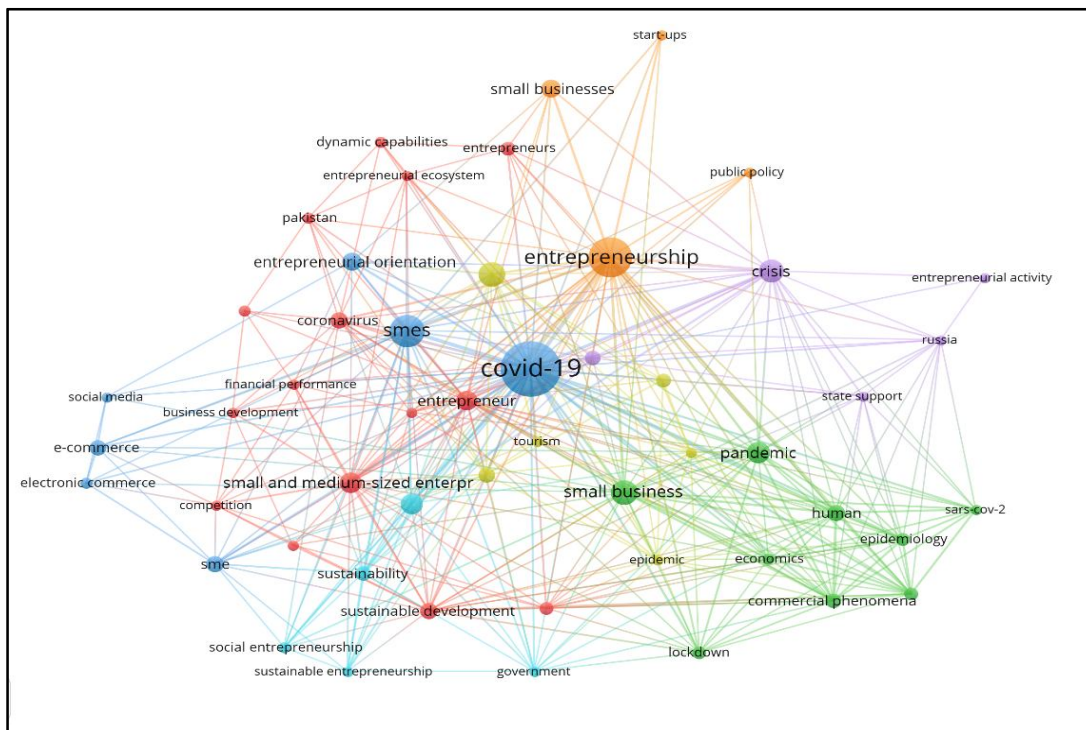 start-ups
small businesses
dynamic capabilities
entrepreneurs
entrepreneurial ecosystem
public policy
pakistan
entrepreneurship
entrepreneurial orientation
crisis
entrepreneurial activity
coronavirus
smes
russia
covid-19
financial performance
social media
state support
entrepreneur
business development
tourism
e-commerce
pandemic
electronic commerce
small and medium-sized enterpr
small business
competition
human
sars-cov-2
epidemiology
sme
sustainability
epidemic
economics
commercial phenomena
sustainable development
social entrepreneurship
lockdown
sustainable entrepreneurship
government